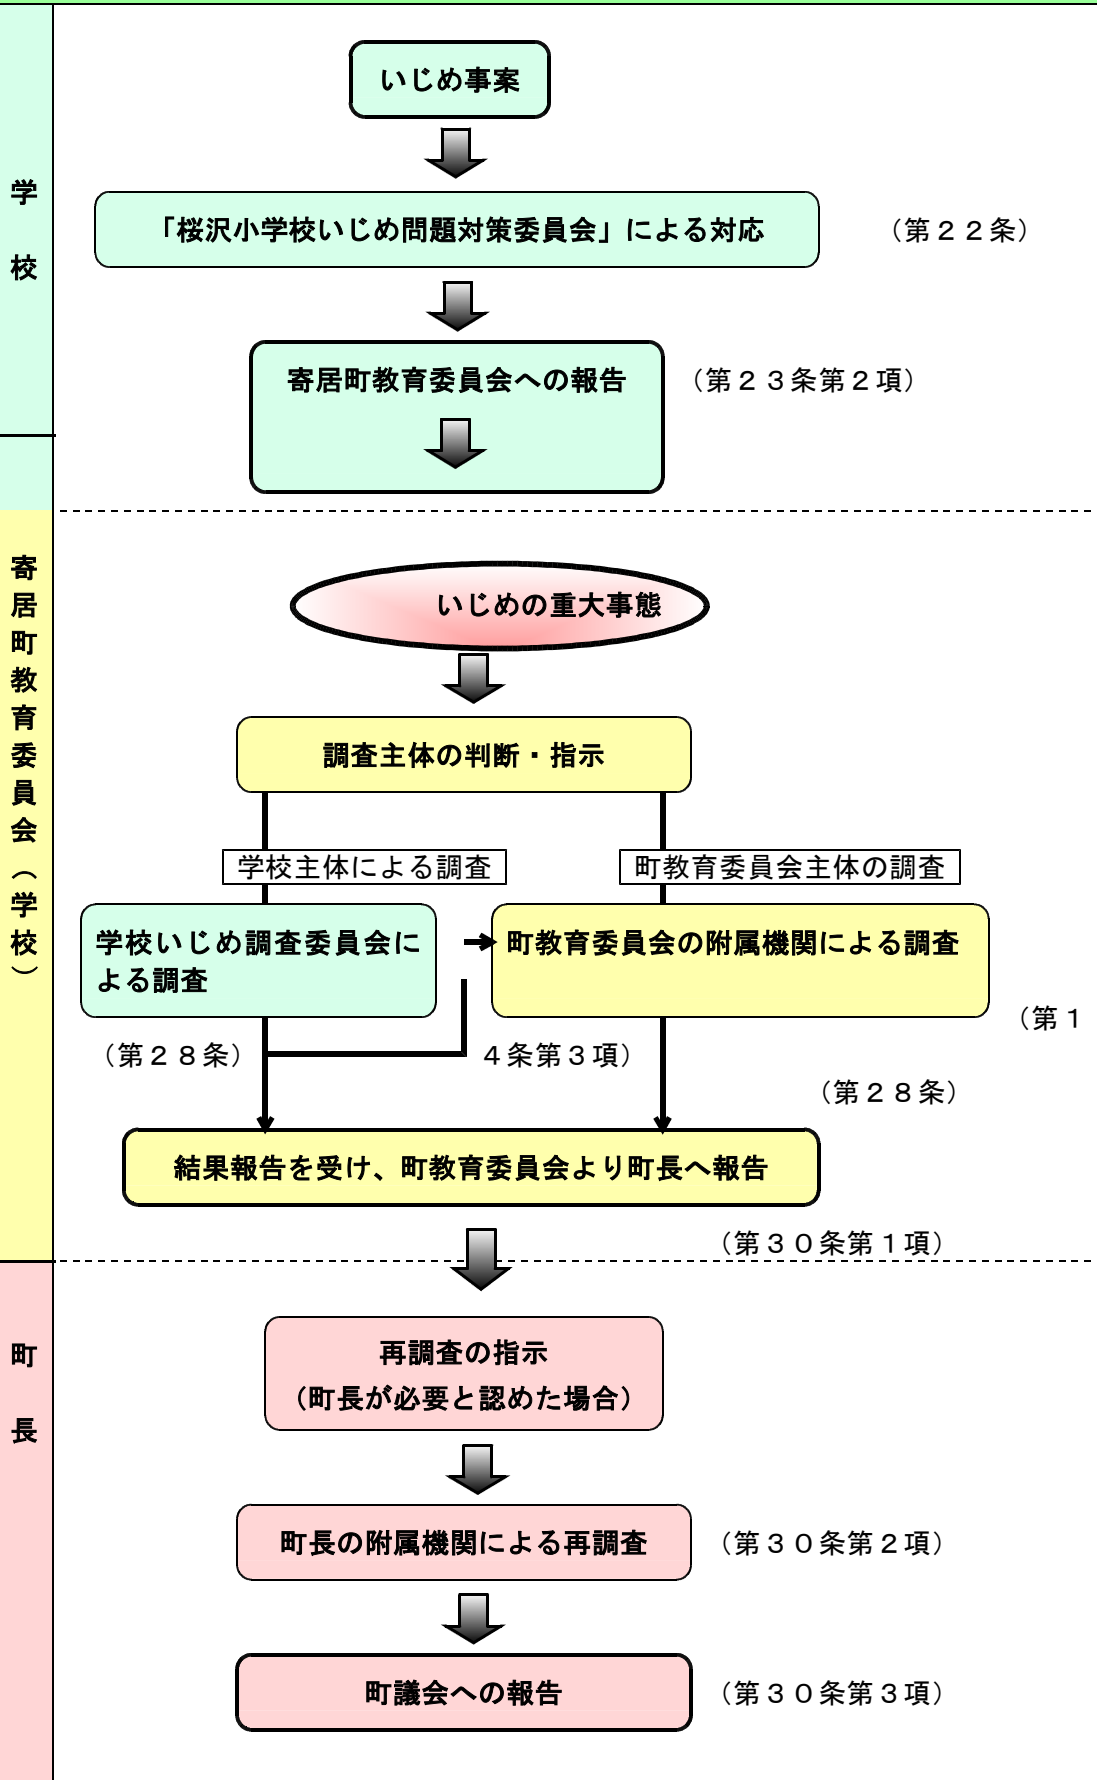 学校
いじめ事案
「桜沢小学校いじめ問題対策委員会」による対応
（第２２条）
寄居町教育委員会への報告
（第２３条第２項）
寄居町教育委員会（学校）
いじめの重大事態
調査主体の判断・指示
学校主体による調査
町教育委員会主体の調査
学校いじめ調査委員会に
よる調査
町教育委員会の附属機関による調査
（第１
（第２８条）
４条第３項）
（第２８条）
結果報告を受け、町教育委員会より町長へ報告
（第３０条第１項）
町長
再調査の指示
（町長が必要と認めた場合）
町長の附属機関による再調査
（第３０条第２項）
町議会への報告
（第３０条第３項）